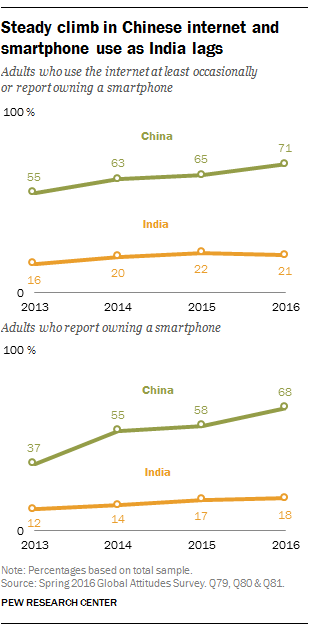 Steady climb in Chinese internet and
smartphone use as India lags
Adults who use the internet at least occasionally
or report owning a smartphone
100 %
China
55 63 65 71
India
16 20 22 21
0
2013 2014 2015 2016
Adults who report owning a smartphone
100 %
China
37 55 58 68
India
12 14 17 18
0
2013 2014 2015 2016
Note: Percentages based on total sample.
Source: Spring 2016 Global Attitudes Survey. Q79, Q80 & Q81.
PEW RESEARCH CENTER